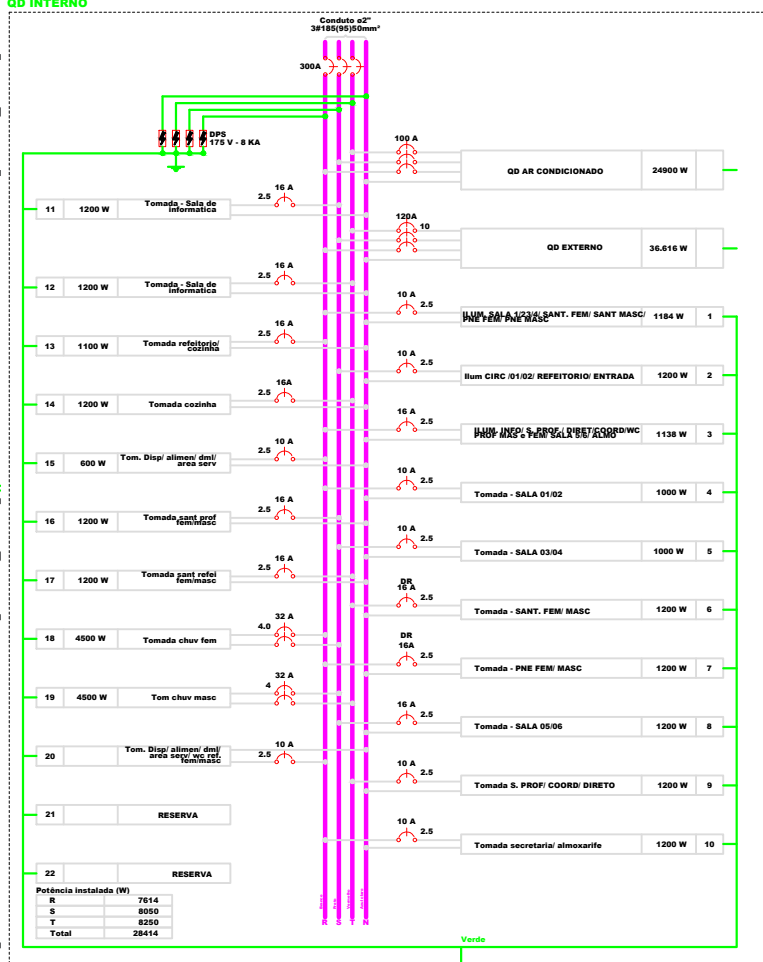 QD INTERNO
Conduto ø2"
3#185(95)50mm²
300A
DPS
175 V - 8 KA
100 A
QD AR CONDICIONADO 24900 W
120A
10
QD EXTERNO 36.616 W
11 1200 W Tomada - Sala de
informatica
2.5
16 A
12 1200 W Tomada - Sala de
informatica
2.5
16 A
13 1100 W Tomada refeitorio/
cozinha
2.5
16 A
14 1200 W Tomada cozinha
2.5
16A
15 600 W Tom. Disp/ alimen/ dml/
area serv
2.5
10 A
16 1200 W Tomada sant prof
fem/masc
2.5
16 A
17 1200 W Tomada sant refei
fem/masc
2.5
16 A
18 4500 W Tomada chuv fem
4.0
32 A
19 4500 W Tom chuv masc
4
32 A
20 Tom. Disp/ alimen/ dml/
area serv/ wc ref.
fem/masc
2.5
10 A
21 RESERVA
22 RESERVA
10 A
2.5
ILUM. SALA 1/23/4/ SANT. FEM/ SANT MASC/
PNE FEM/ PNE MASC
1184 W 1
10 A
2.5
Ilum CIRC /01/02/ REFEITORIO/ ENTRADA 1200 W 2
16 A
2.5
ILUM. INFO/ S. PROF / DIRET/COORD/WC
PROF MAS e FEM/ SALA 5/6/ ALMO
1138 W 3
10 A
2.5
Tomada - SALA 01/02 1000 W 4
10 A
2.5
Tomada - SALA 03/04 1000 W 5
DR
16 A
2.5
Tomada - SANT. FEM/ MASC 1200 W 6
DR
16A
2.5
Tomada - PNE FEM/ MASC 1200 W 7
16 A
2.5
Tomada - SALA 05/06 1200 W 8
10 A
2.5
Tomada S. PROF/ COORD/ DIRETO 1200 W 9
10 A
2.5
Tomada secretaria/ almoxarife 1200 W 10
Potência instalada (W)
R 7614
S 8050
T 8250
Total 28414
R S T N
Verde